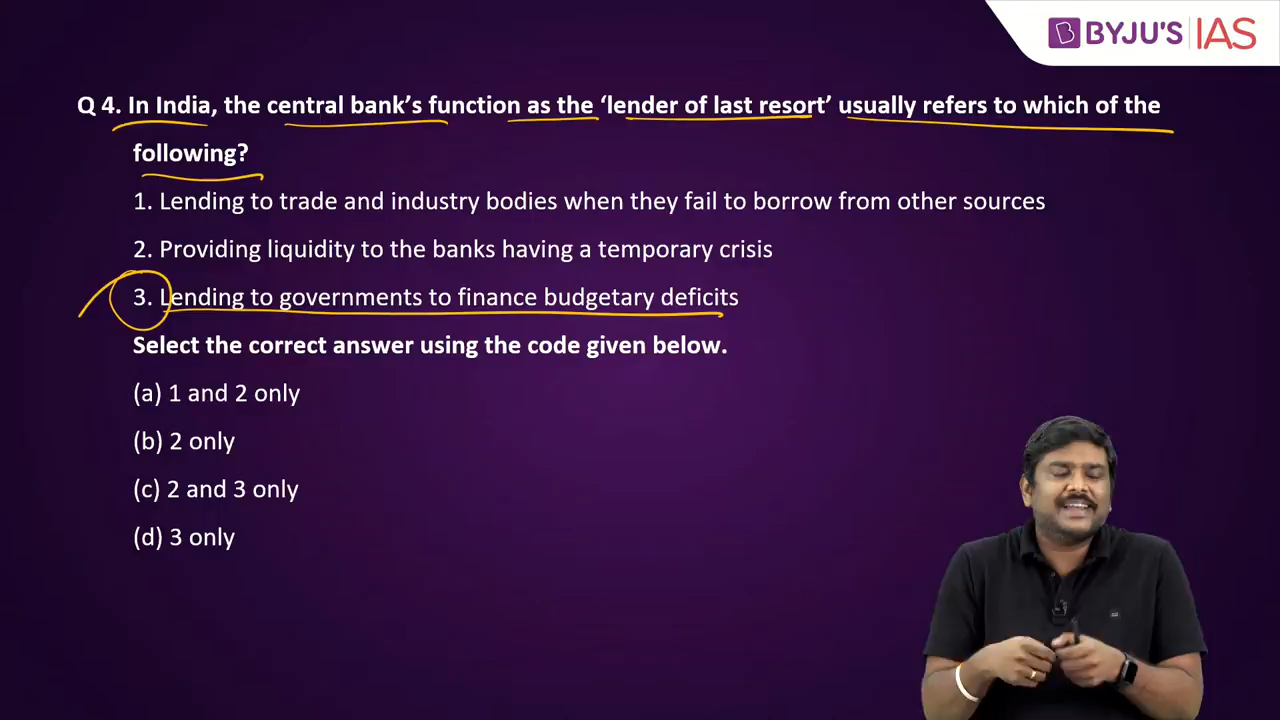 BYJU'S IAS
Q 4. In India, the central bank's function as the 'lender of last resort' usually refers to which of the
following?
1. Lending to trade and industry bodies when they fail to borrow from other sources
2. Providing liquidity to the banks having a temporary crisis
3. Lending to governments to finance budgetary deficits
Select the correct answer using the code given below.
(a) 1 and 2 only
(b) 2 only
(c) 2 and 3 only
(d) 3 only